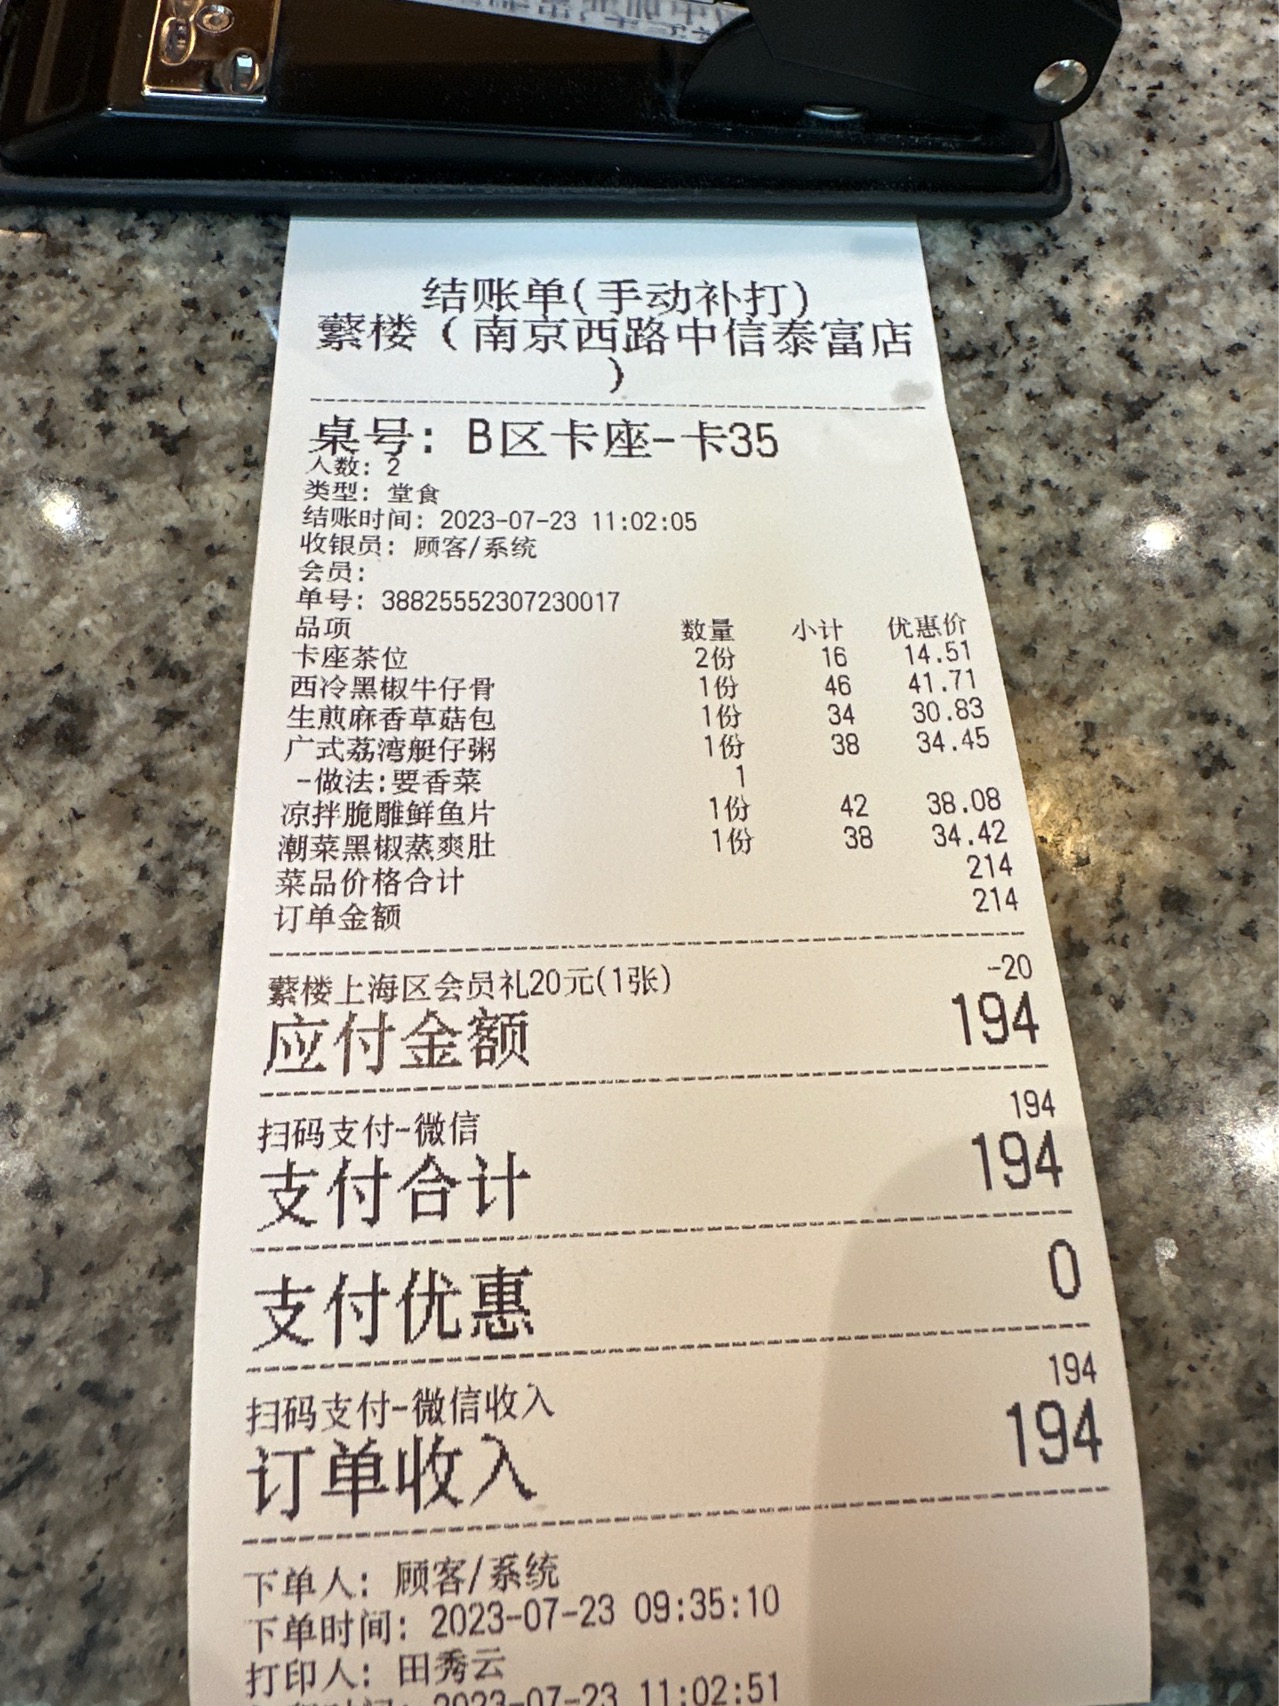 结账单(手动补打)
蘩楼（南京西路中信泰富店
）
桌号: B区卡座-卡35
人数: 2
类型: 堂食
结账时间: 2023-07-23 11:02:05
收银员: 顾客/系统
会员:
单号: 38825552307230017
品项 数量 小计 优惠价
卡座茶位 2份 16 14.51
西冷黑椒牛仔骨 1份 46 41.71
生煎麻香草菇包 1份 34 30.83
广式荔湾艇仔粥 1份 38 34.45
-做法:要香菜 1
凉拌脆雕鲜鱼片 1份 42 38.08
潮菜黑椒蒸爽肚 1份 38 34.42
菜品价格合计 214
订单金额 214
蘩楼上海区会员礼20元(1张) -20
应付金额 194
扫码支付-微信 194
支付合计 194
支付优惠 0
扫码支付-微信收入 194
订单收入 194
下单人: 顾客/系统
下单时间: 2023-07-23 09:35:10
打印人: 田秀云
2023-07-23 11:02:51